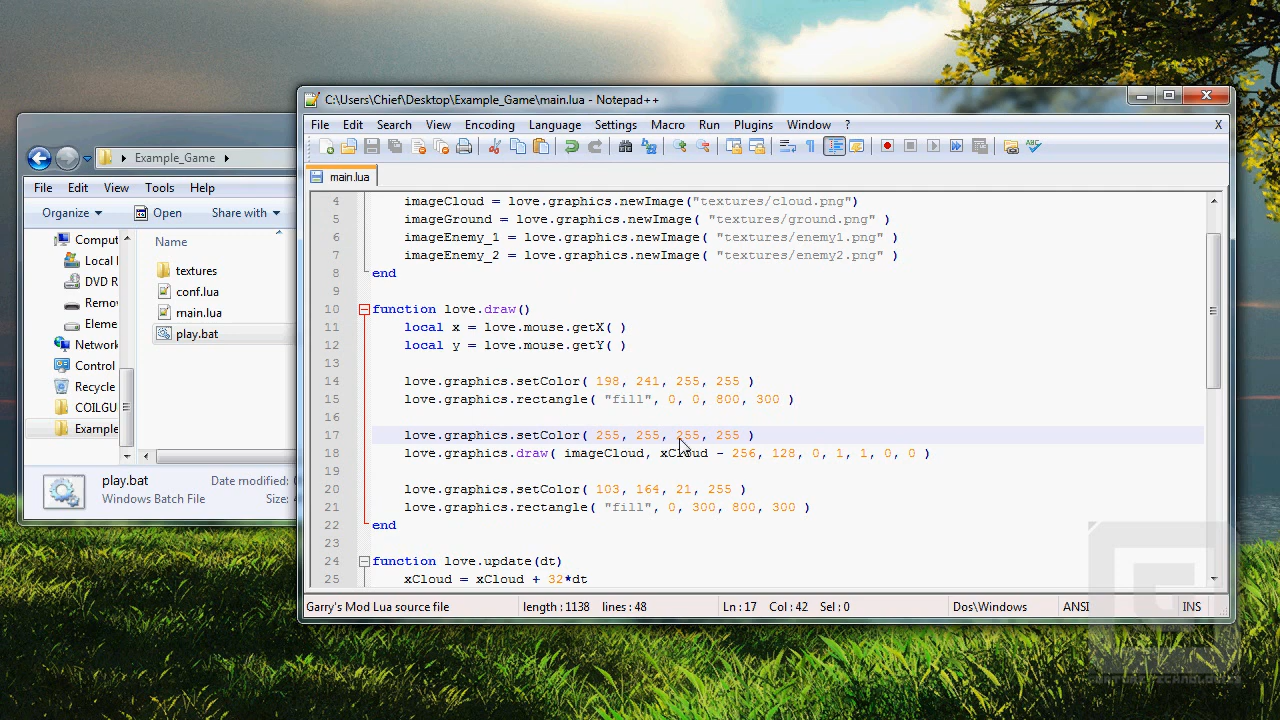 C:\Users\Chief\Desktop\Example_Game\main.lua - Notepad++
File Edit Search View Encoding Language Settings Macro Run Plugins Window ? X
main.lua
4 imageCloud = love.graphics.newImage("textures/cloud.png")
5 imageGround = love.graphics.newImage( "textures/ground.png" )
6 imageEnemy_1 = love.graphics.newImage( "textures/enemy1.png" )
7 imageEnemy_2 = love.graphics.newImage( "textures/enemy2.png" )
8 end
9
10 function love.draw()
11 local x = love.mouse.getX( )
12 local y = love.mouse.getY( )
13
14 love.graphics.setColor( 198, 241, 255, 255 )
15 love.graphics.rectangle( "fill", 0, 0, 800, 300 )
16
17 love.graphics.setColor( 255, 255, 255, 255 )
18 love.graphics.draw( imageCloud, xCloud - 256, 128, 0, 1, 1, 0, 0 )
19
20 love.graphics.setColor( 103, 164, 21, 255 )
21 love.graphics.rectangle( "fill", 0, 300, 800, 300 )
22 end
23
24 function love.update(dt)
25 xCloud = xCloud + 32*dt
Garry's Mod Lua source file length : 1138 lines : 48 Ln : 17 Col : 42 Sel : 0 Dos\Windows ANSI INS
Example_Game
File Edit View Tools Help
Organize Open Share with
Name
Comput
Local
DVD R
Remov
Eleme
Network
Control
Recycle
COILGU
Example
textures
conf.lua
main.lua
play.bat
play.bat Date modified:
Windows Batch File Size: